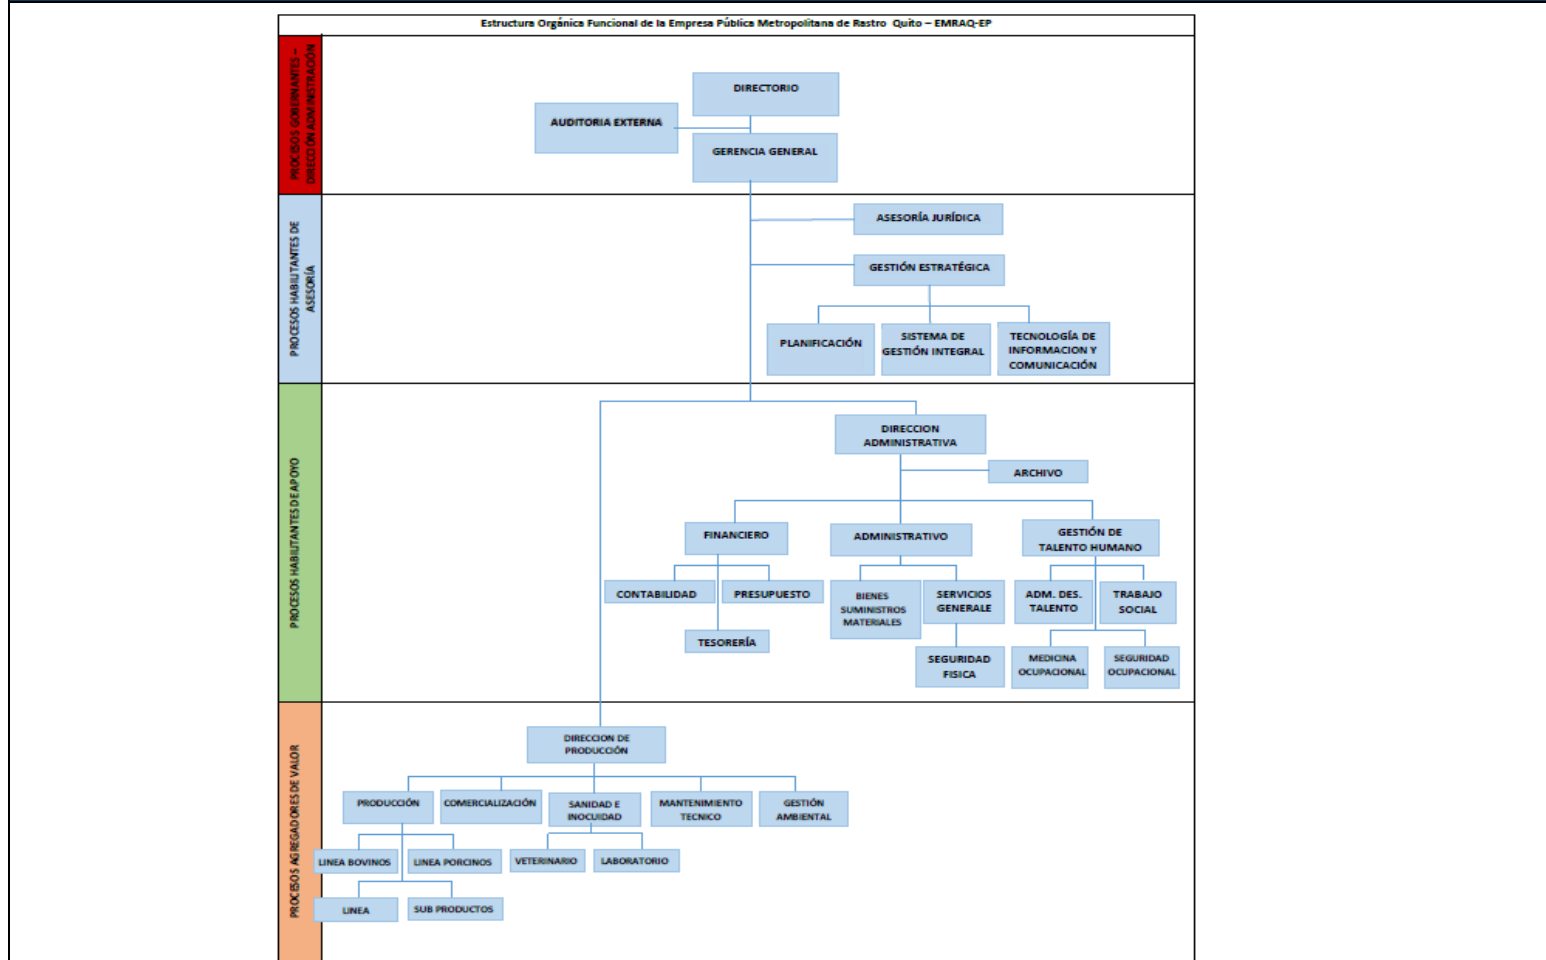 Estructura Orgánica Funcional de la Empresa Pública Metropolitana de Rastro Quito – EMRAQ-EP
PROCESOS GOBERNANTES –
DIRECCIÓN ADMINISTRACIÓN
DIRECTORIO
AUDITORIA EXTERNA
GERENCIA GENERAL
PROCESOS HABILITANTES DE
ASESORÍA
ASESORÍA JURÍDICA
GESTIÓN ESTRATÉGICA
PLANIFICACIÓN
SISTEMA DE
GESTIÓN INTEGRAL
TECNOLOGÍA DE
INFORMACION Y
COMUNICACIÓN
PROCESOS HABILITANTES DE APOYO
DIRECCION
ADMINISTRATIVA
ARCHIVO
FINANCIERO
ADMINISTRATIVO
GESTIÓN DE
TALENTO HUMANO
CONTABILIDAD
PRESUPUESTO
BIENES
SUMINISTROS
MATERIALES
SERVICIOS
GENERALE
ADM. DES.
TALENTO
TRABAJO
SOCIAL
TESORERÍA
SEGURIDAD
FISICA
MEDICINA
OCUPACIONAL
SEGURIDAD
OCUPACIONAL
PROCESOS AGREGADORES DE VALOR
DIRECCION DE
PRODUCCIÓN
PRODUCCIÓN
COMERCIALIZACIÓN
SANIDAD E
INOCUIDAD
MANTENIMIENTO
TECNICO
GESTIÓN
AMBIENTAL
LINEA BOVINOS
LINEA PORCINOS
VETERINARIO
LABORATORIO
LINEA
SUB PRODUCTOS